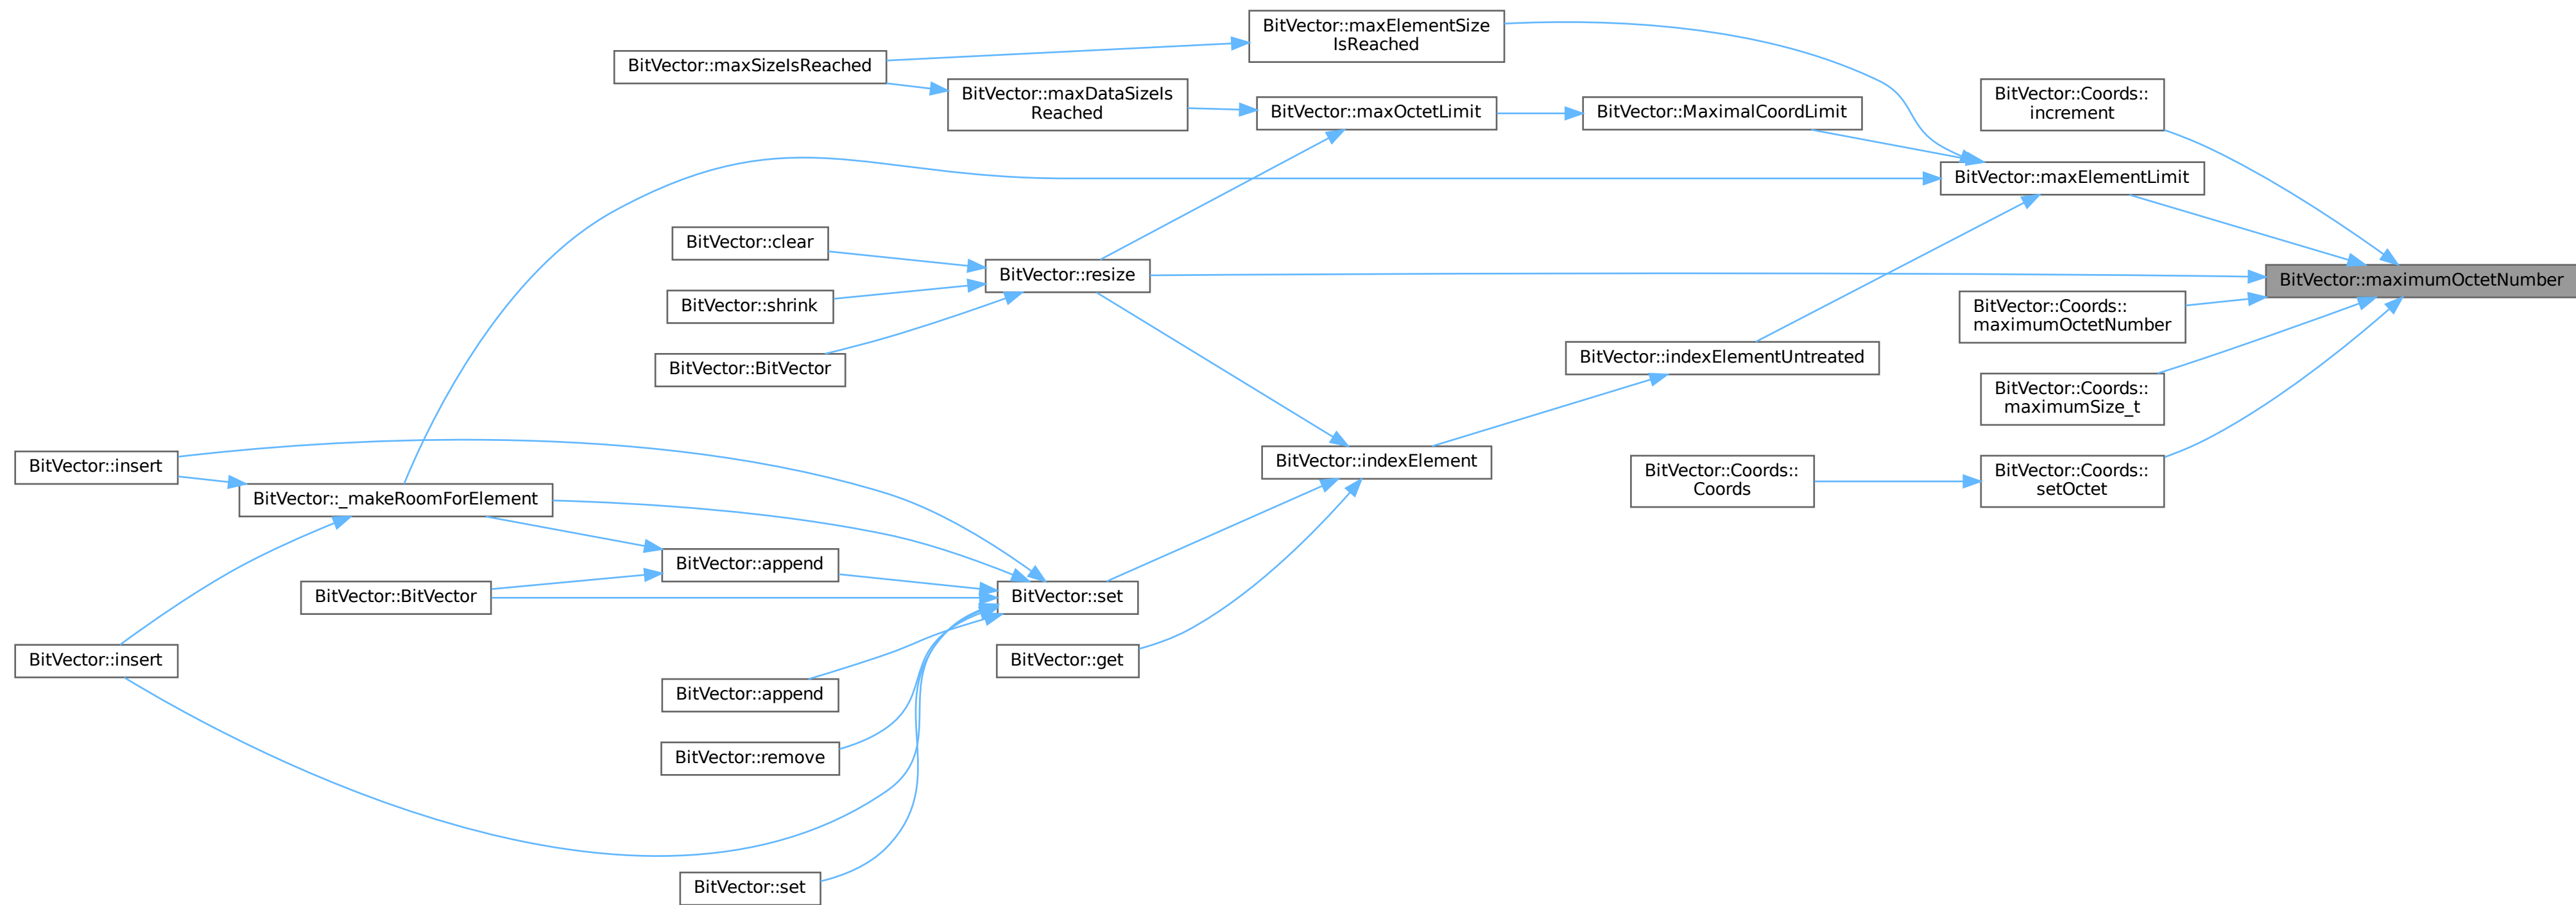 BitVector::maxElementSize
IsReached
BitVector::maxSizeIsReached
BitVector::maxDataSizeIs
Reached
BitVector::maxOctetLimit
BitVector::MaximalCoordLimit
BitVector::Coords::
increment
BitVector::maxElementLimit
BitVector::clear
BitVector::resize
BitVector::maximumOctetNumber
BitVector::shrink
BitVector::Coords::
maximumOctetNumber
BitVector::BitVector
BitVector::indexElementUntreated
BitVector::Coords::
maximumSize_t
BitVector::insert
BitVector::indexElement
BitVector::Coords::
Coords
BitVector::Coords::
setOctet
BitVector::_makeRoomForElement
BitVector::append
BitVector::BitVector
BitVector::set
BitVector::insert
BitVector::get
BitVector::append
BitVector::remove
BitVector::set